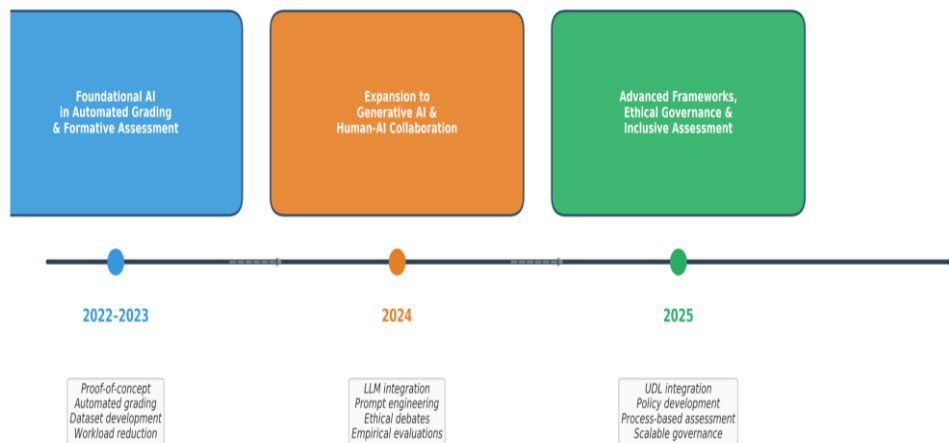 Foundational AI
in Automated Grading
& Formative Assessment
Expansion to
Generative AI &
Human-AI Collaboration
Advanced Frameworks,
Ethical Governance &
Inclusive Assessment
2022–2023
2024
2025
Proof-of-concept
Automated grading
Dataset development
Workload reduction
LLM integration
Prompt engineering
Ethical debates
Empirical evaluations
UDL integration
Policy development
Process-based assessment
Scalable governance